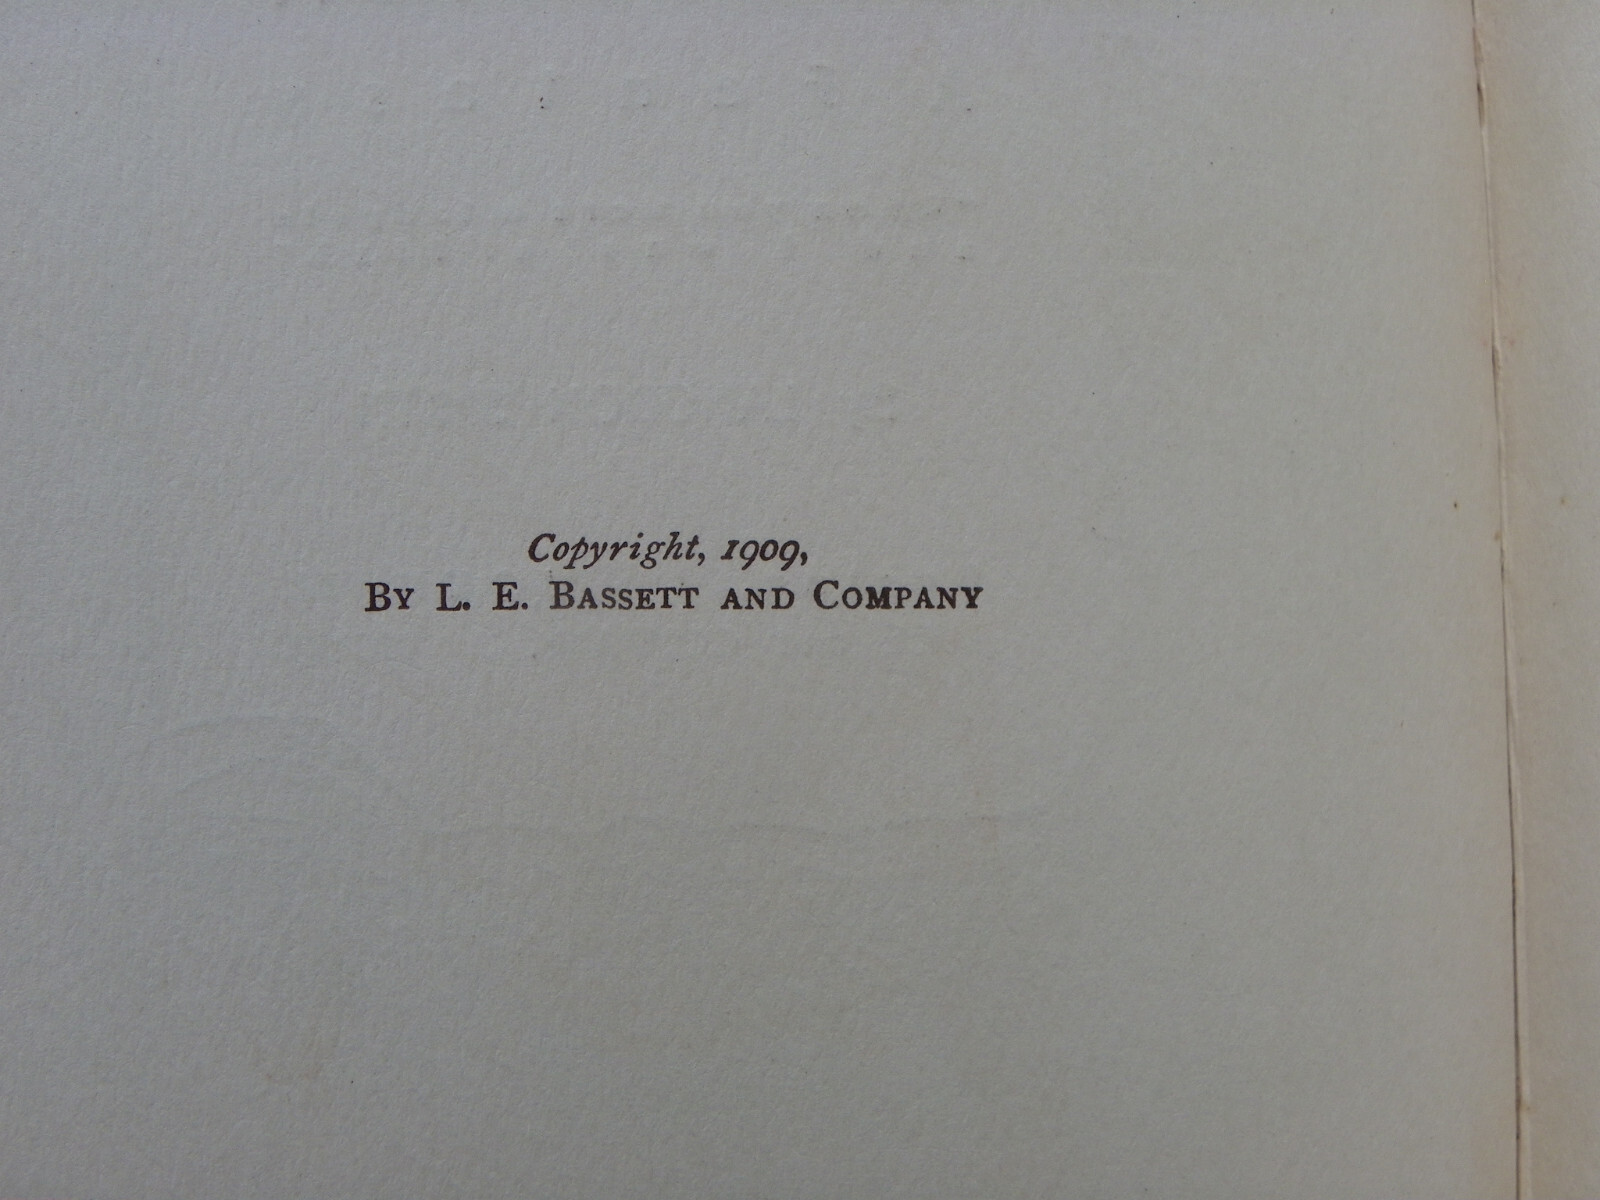 Copyright, 1909,
By L. E. Bassett and Company